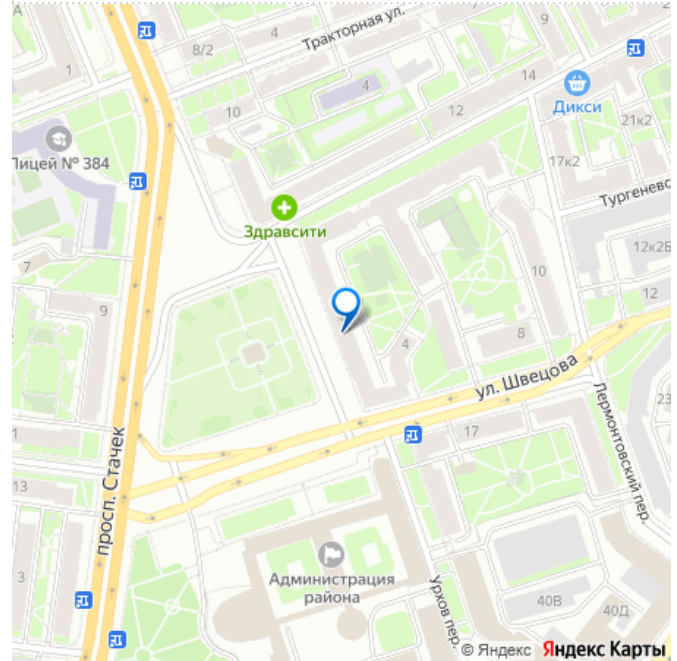 А
4
9
8/2
Тракторная ул.
1
14
4
10
12
Дикси
21к2
Лицей № 384
17к2
Здравсити
Тургеневс
12к2Б
7
10
12
9
4
8
ул. Швецова
23
1
17
просп. Стачек
Лермонтовский пер.
13
3
Администрация
района
Урхов пер.
40В
40Д
© Яндекс Яндекс Карты